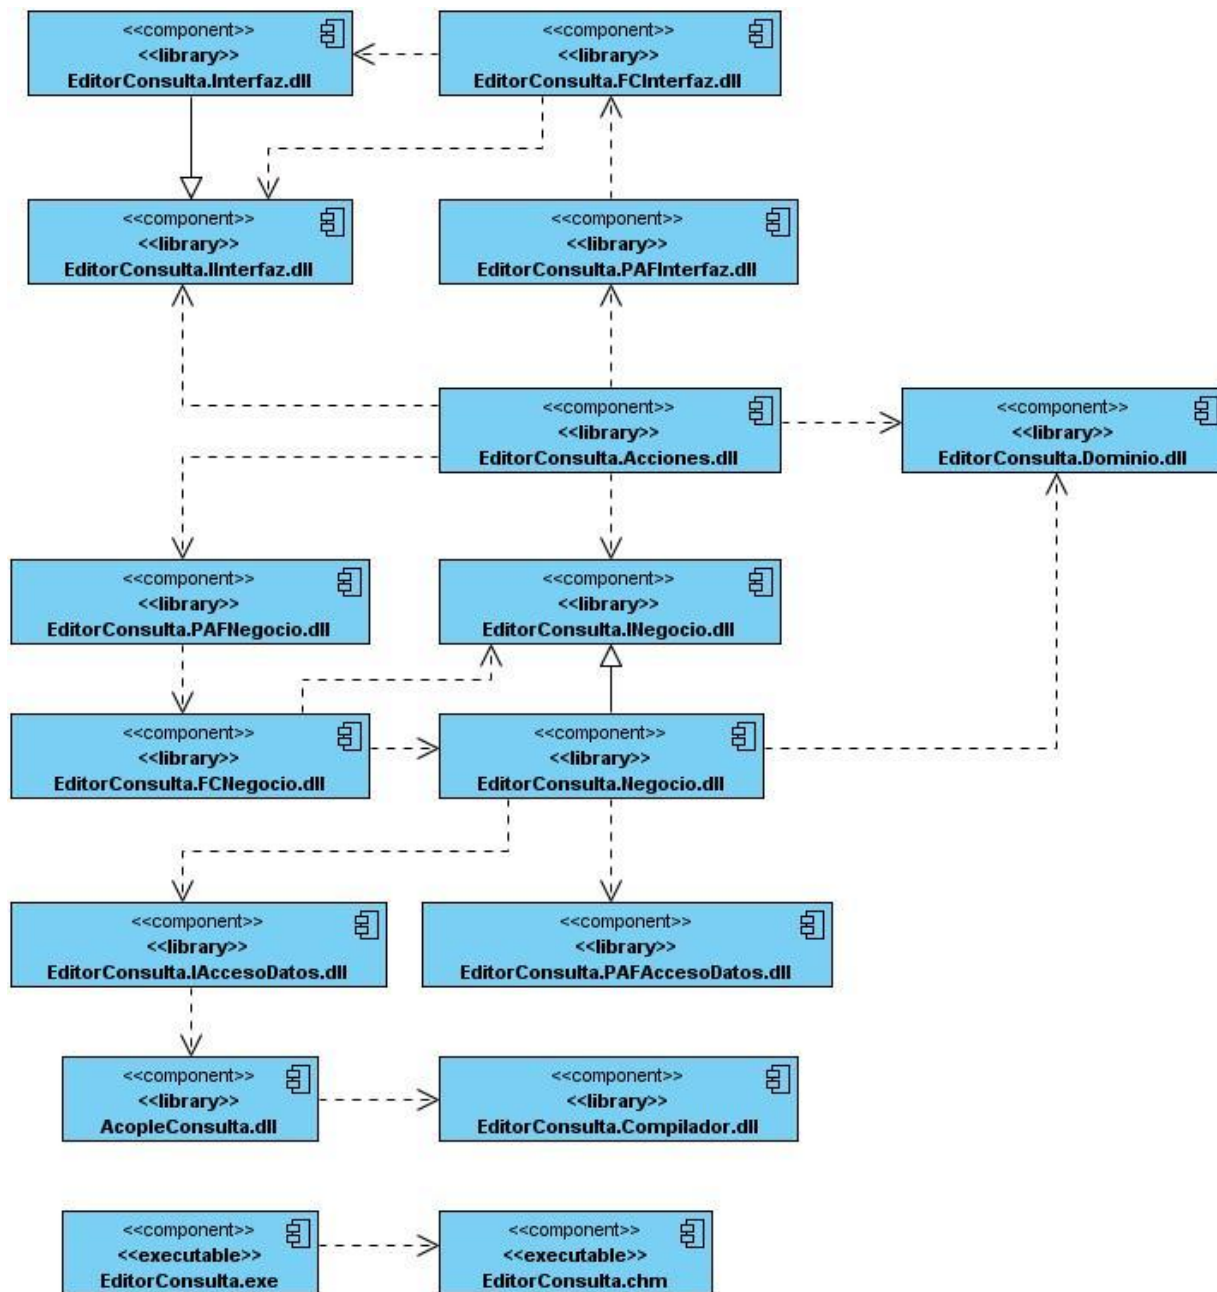 <<component>>
<<library>>
EditorConsulta.Interfaz.dll
<<component>>
<<library>>
EditorConsulta.FCInterfaz.dll
<<component>>
<<library>>
EditorConsulta.IInterfaz.dll
<<component>>
<<library>>
EditorConsulta.PAFInterfaz.dll
<<component>>
<<library>>
EditorConsulta.Acciones.dll
<<component>>
<<library>>
EditorConsulta.Dominio.dll
<<component>>
<<library>>
EditorConsulta.PAFNegocio.dll
<<component>>
<<library>>
EditorConsulta.INegocio.dll
<<component>>
<<library>>
EditorConsulta.FCNegocio.dll
<<component>>
<<library>>
EditorConsulta.Negocio.dll
<<component>>
<<library>>
EditorConsulta.IAccesoDatos.dll
<<component>>
<<library>>
EditorConsulta.PAFAccesoDatos.dll
<<component>>
<<library>>
AcopleConsulta.dll
<<component>>
<<library>>
EditorConsulta.Compilador.dll
<<component>>
<<executable>>
EditorConsulta.exe
<<component>>
<<executable>>
EditorConsulta.chm